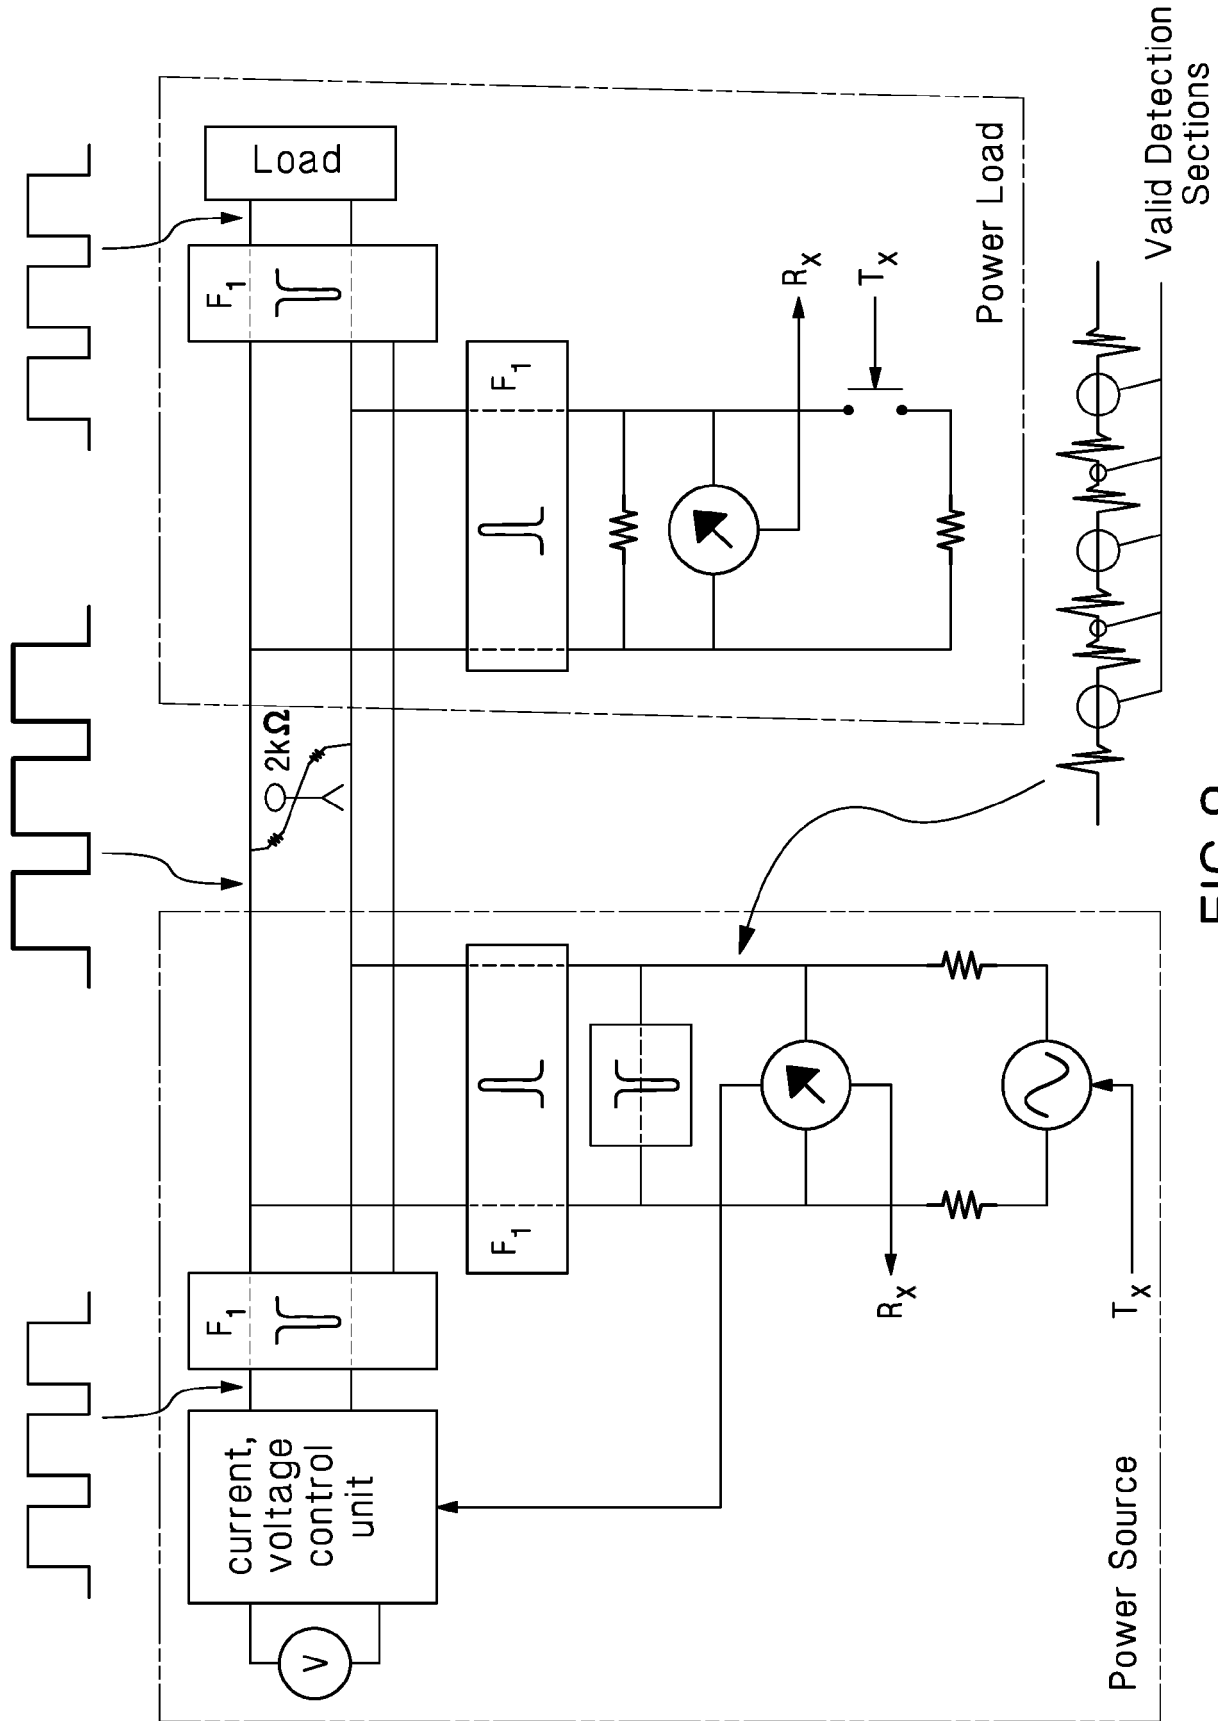 current,
voltage
control
unit
V
F1
F1
Rx
Tx
Power Source
2kΩ
F1
Load
F1
Rx
Tx
Power Load
Valid Detection
Sections